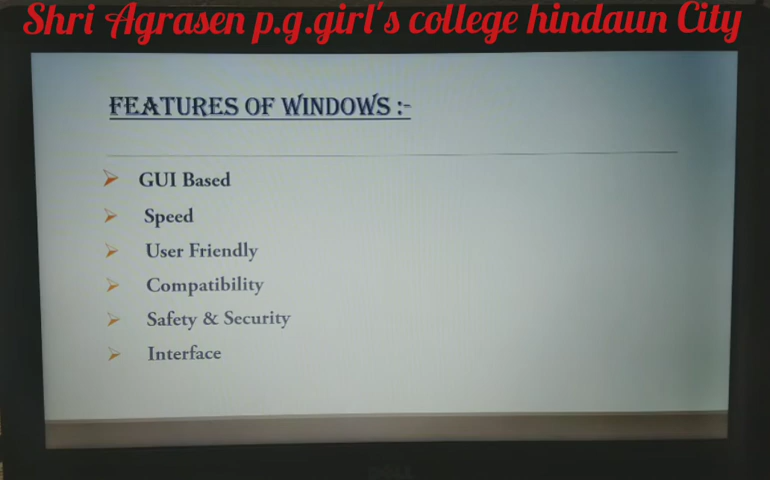 Shri Agrasen p.g.girl's college hindaun City
FEATURES OF WINDOWS :-
GUI Based
Speed
User Friendly
Compatibility
Safety & Security
Interface